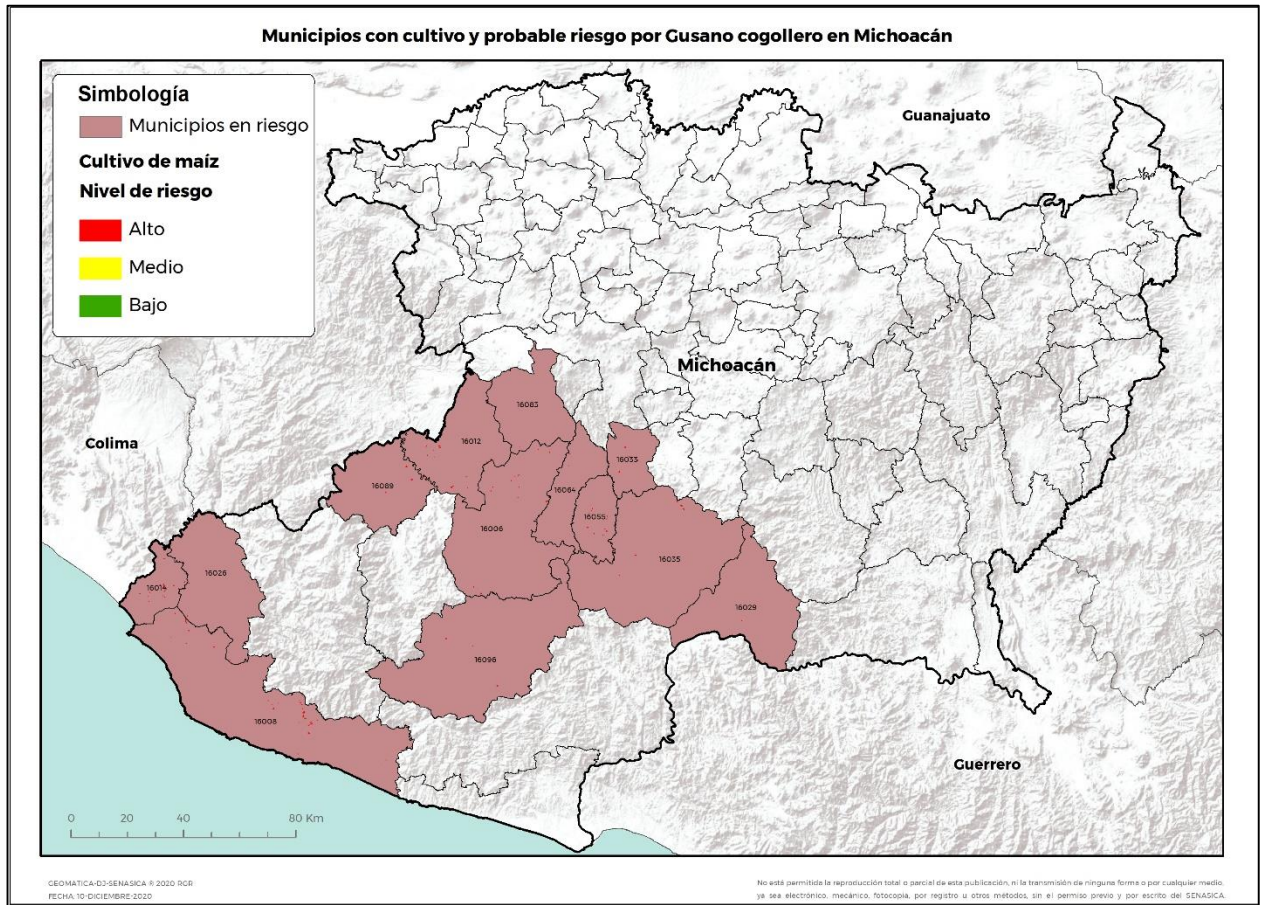 Municipios con cultivo y probable riesgo por Gusano cogollero en Michoacán
Simbología
Municipios en riesgo
Cultivo de maíz
Nivel de riesgo
Alto
Medio
Bajo
Guanajuato
Michoacán
Colima
Guerrero
16083
16012
16033
16089
16064
16055
16006
16035
16026
16014
16029
16096
16008
0 20 40 80 Km
GEOMATICA-DJ-SENASICA ® 2020 RGR
FECHA: 10-DICIEMBRE-2020
No está permitida la reproducción total o parcial de esta publicación, ni la transmisión de ninguna forma o por cualquier medio,
ya sea electrónico, mecánico, fotocopia, por registro u otros métodos, sin el permiso previo y por escrito del SENASICA.